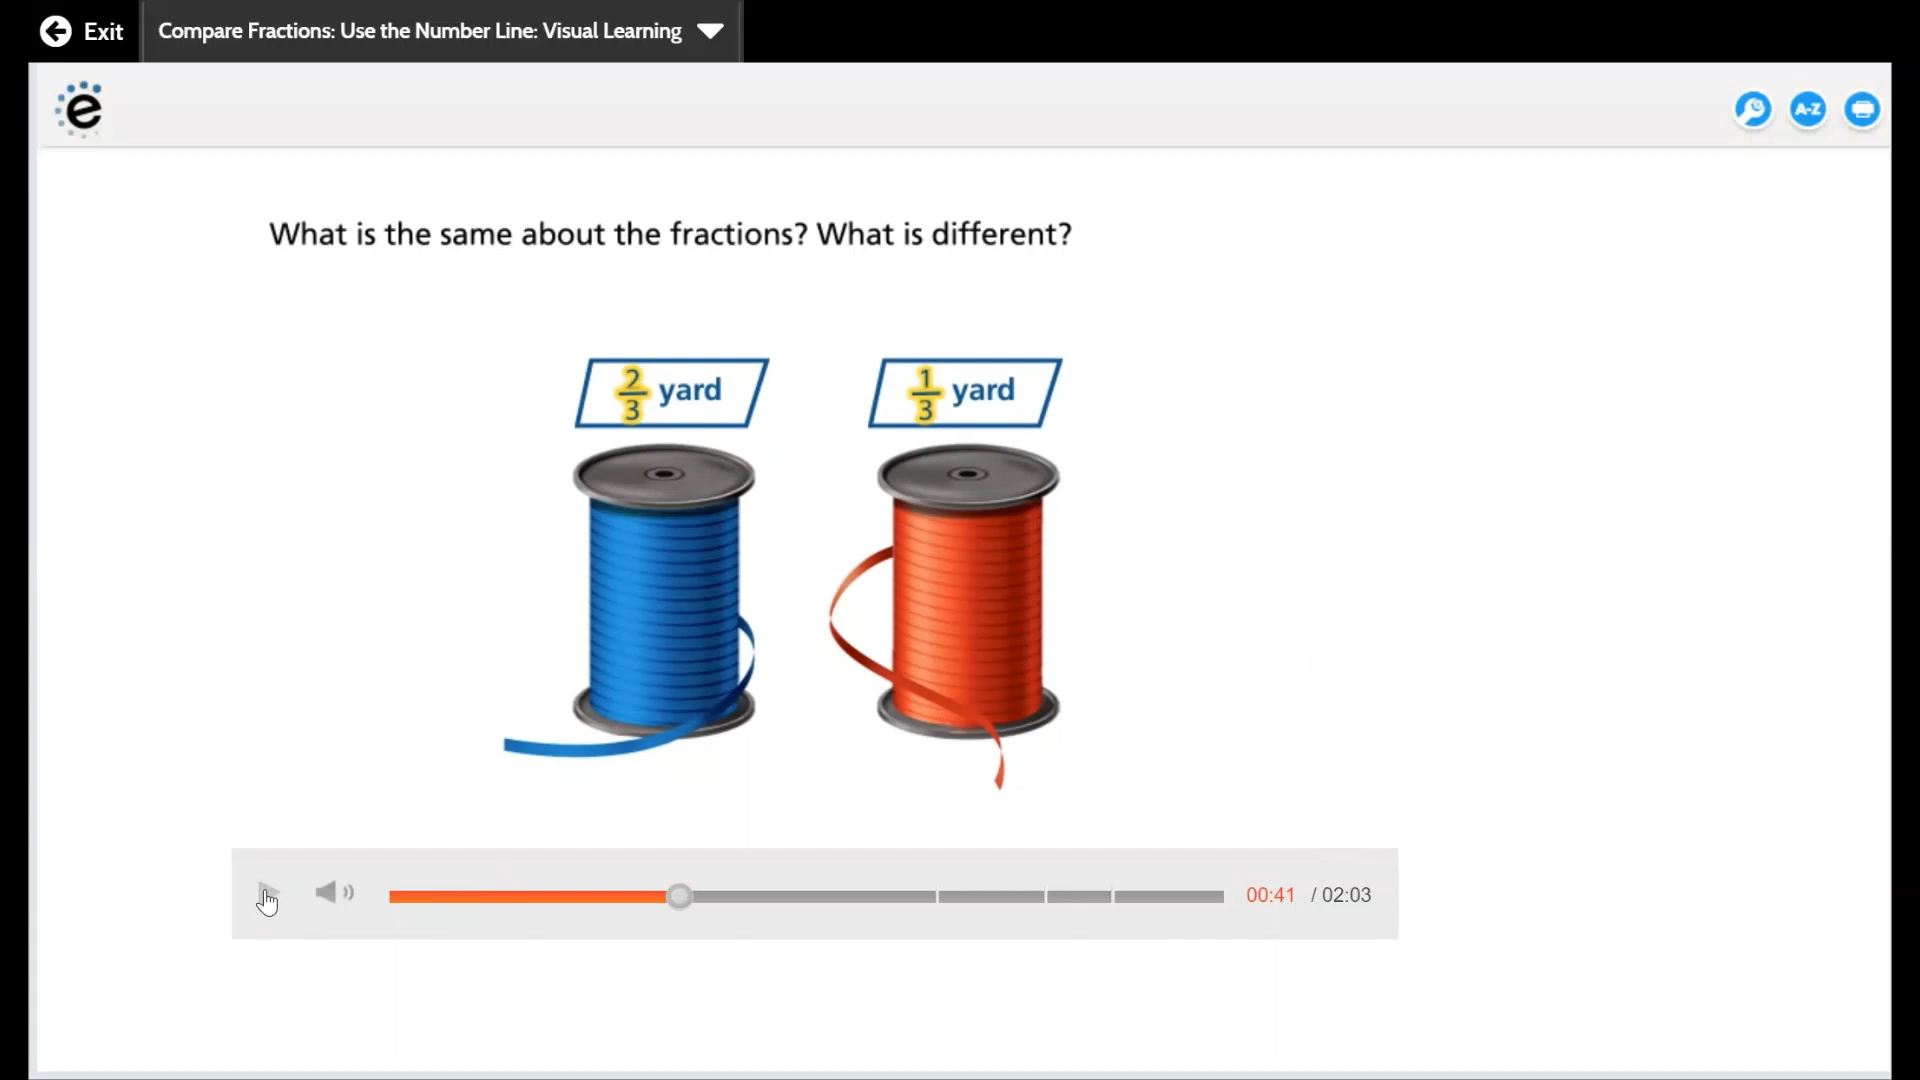 Exit
Compare Fractions: Use the Number Line: Visual Learning
e
A-Z
What is the same about the fractions? What is different?
2/3 yard
1/3 yard
00:41 / 02:03